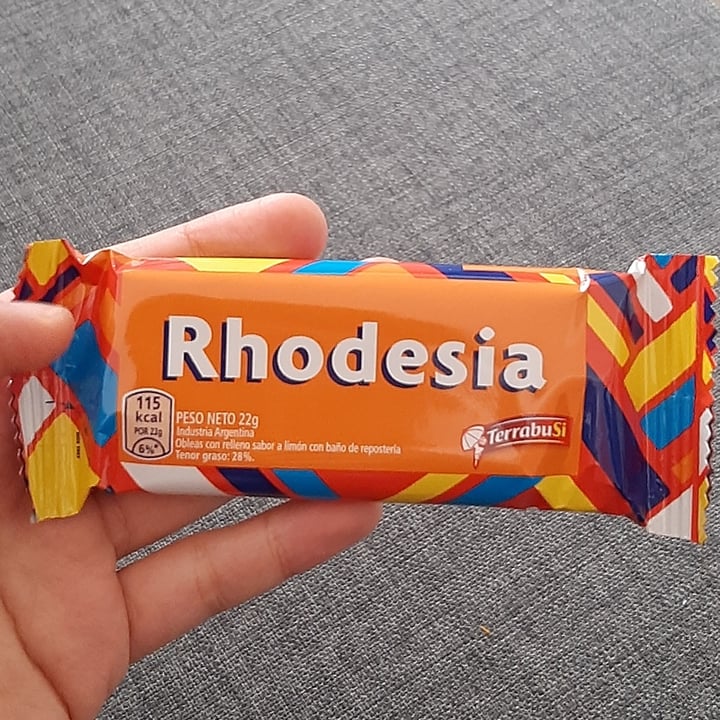 Rhodesia
115
kcal
POR 22g
6%*
PESO NETO 22g
Industria Argentina
Obleas con relleno sabor a limón con baño de repostería
Tenor graso: 28%.
TerrabuSi